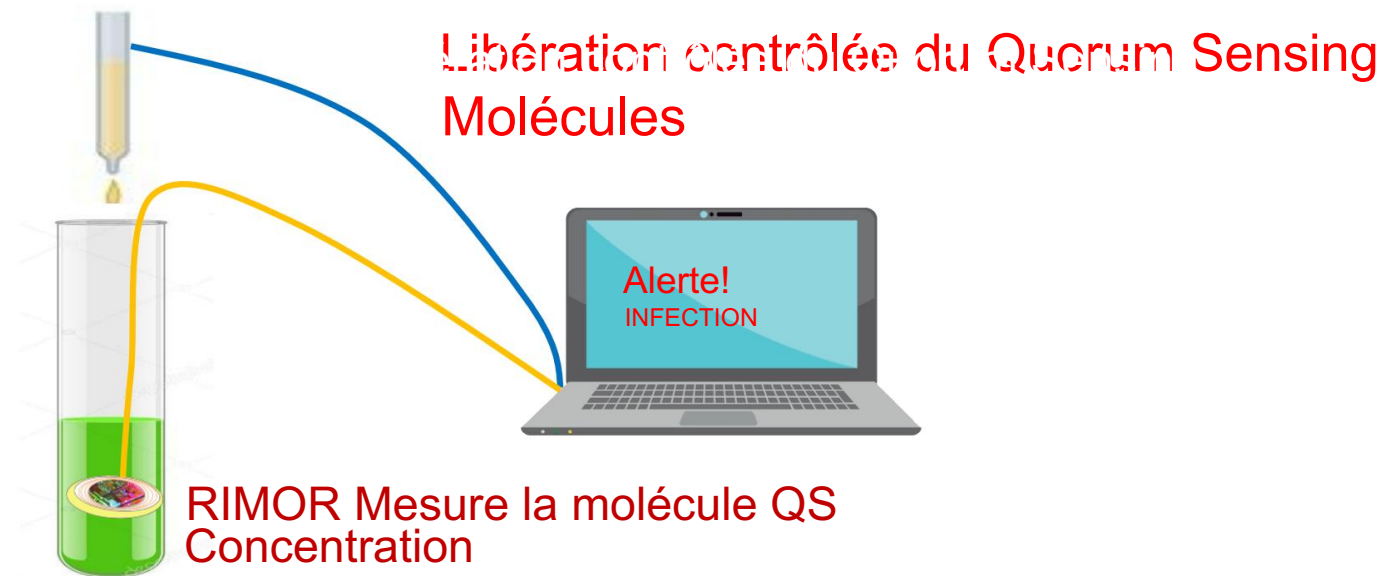 Libération contrôlée du Quorum Sensing
Molécules
Alerte!
INFECTION
RIMOR Mesure la molécule QS
Concentration